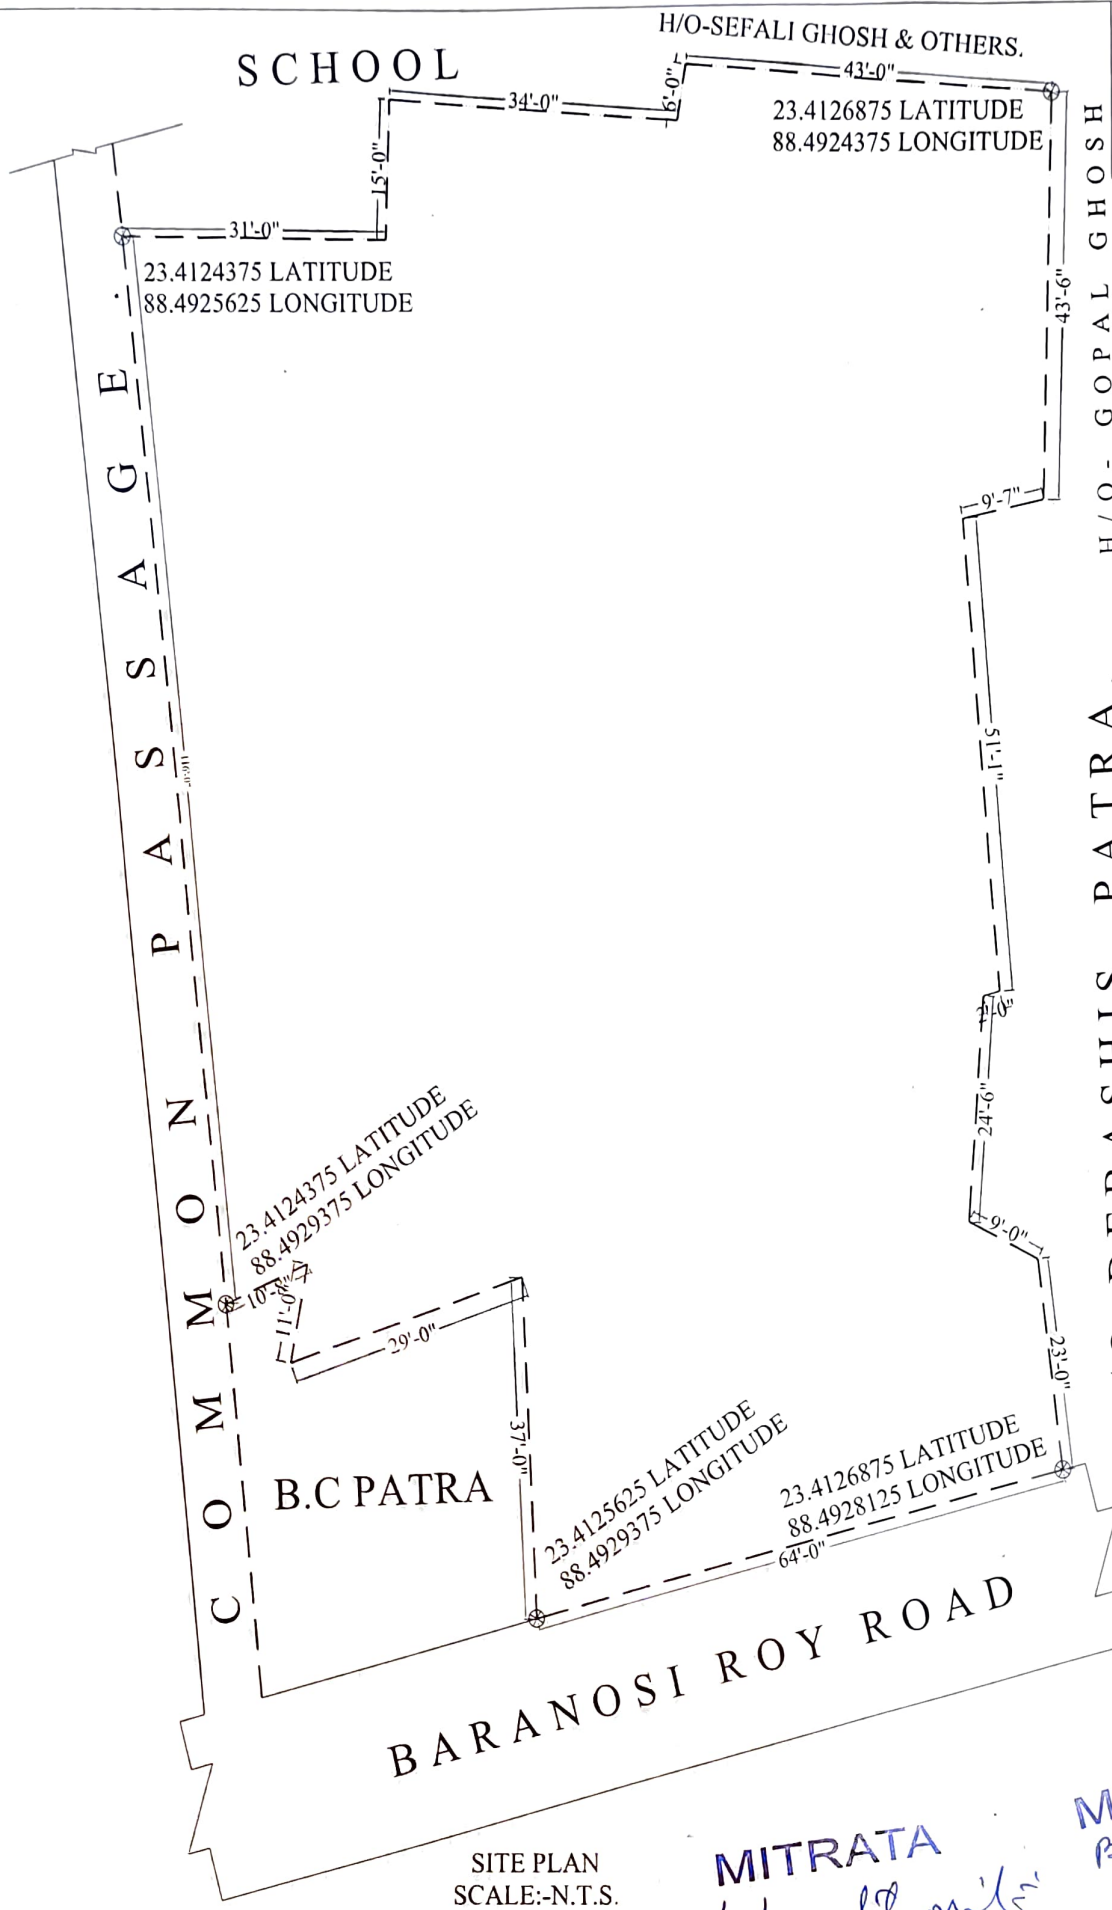 SCHOOL
H/O-SEFALI GHOSH & OTHERS.
43'-0"
34'-0"
6'-0"
23.4126875 LATITUDE
88.4924375 LONGITUDE
15'-0"
31'-0"
23.4124375 LATITUDE
88.4925625 LONGITUDE
H/O- GOPAL GHOSH
43'-6"
9'-7"
COMMON PASSAGE
51'-1"
DEBASHIS PATRA
24'-6"
9'-0"
23.4124375 LATITUDE
88.4929375 LONGITUDE
10'-8"
11'-0"
29'-0"
23'-0"
37'-0"
B.C PATRA
23.4125625 LATITUDE
88.4929375 LONGITUDE
23.4126875 LATITUDE
88.4928125 LONGITUDE
64'-0"
BARANOSI ROY ROAD
SITE PLAN
SCALE:-N.T.S.
MITRATA